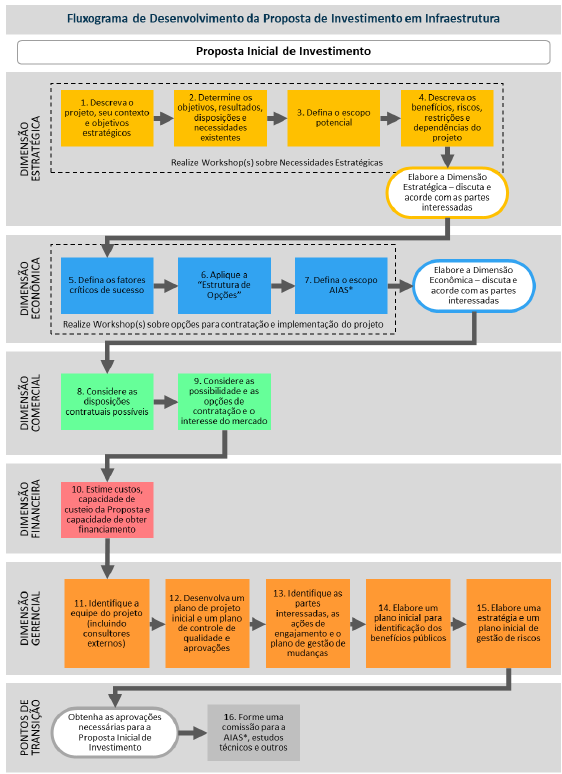 Fluxograma de Desenvolvimento da Proposta de Investimento em Infraestrutura
Proposta Inicial de Investimento
DIMENSÃO
ESTRATÉGICA
1. Descreva o
projeto, seu contexto
e objetivos
estratégicos
2. Determine os
objetivos, resultados,
disposições e
necessidades
existentes
3. Defina o escopo
potencial
4. Descreva os
benefícios, riscos,
restrições e
dependências do
projeto
Realize Workshop(s) sobre Necessidades Estratégicas
Elabore a Dimensão
Estratégica – discuta e
acorde com as partes
interessadas
DIMENSÃO
ECONÔMICA
5. Defina os fatores
críticos de sucesso
6. Aplique a
“Estrutura de
Opções”
7. Defina o escopo
AIAS*
Elabore a Dimensão
Econômica – discuta e
acorde com as partes
interessadas
Realize Workshop(s) sobre opções para contratação e implementação do projeto
DIMENSÃO
COMERCIAL
8. Considere as
disposições
contratuais possíveis
9. Considere as
possibilidade e as
opções de
contratação e o
interesse do mercado
DIMENSÃO
FINANCEIRA
10. Estime custos,
capacidade de
custeio da Proposta e
capacidade de obter
financiamento
DIMENSÃO
GERENCIAL
11. Identifique a
equipe do projeto
(incluindo
consultores
externos)
12. Desenvolva um
plano de projeto
inicial e um plano
de controle de
qualidade e
aprovações
13. Identifique as
partes
interessadas, as
ações de
engajamento e o
plano de gestão de
mudanças
14. Elabore um
plano inicial para
identificação dos
benefícios públicos
15. Elabore uma
estratégia e um
plano inicial de
gestão de riscos
PONTOS DE
TRANSIÇÃO
Obtenha as aprovações
necessárias para a
Proposta Inicial de
Investimento
16. Forme uma
comissão para a
AIAS*, estudos
técnicos e outros